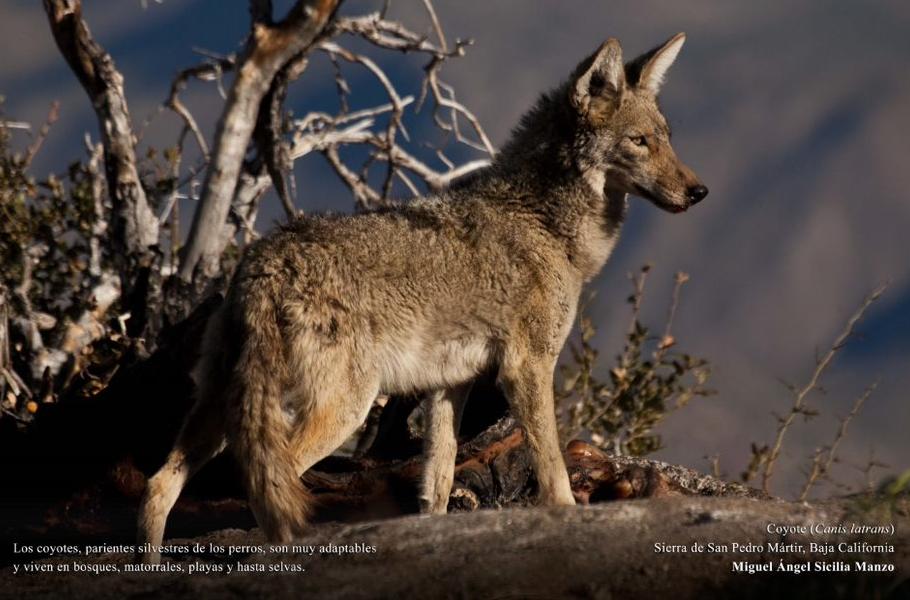 Los coyotes, parientes silvestres de los perros, son muy adaptables
y viven en bosques, matorrales, playas y hasta selvas.
Coyote (Canis latrans)
Sierra de San Pedro Mártir, Baja California
Miguel Ángel Sicilia Manzo